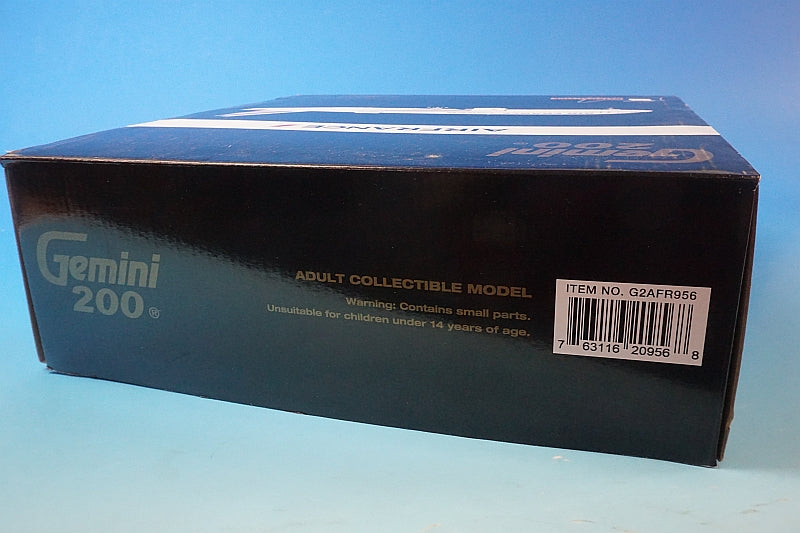 AIRFRANCE
Gemini
200
Gemini
200®
ADULT COLLECTIBLE MODEL
Warning: Contains small parts.
Unsuitable for children under 14 years of age.
ITEM NO. G2AFR956
7 63116 20956 8